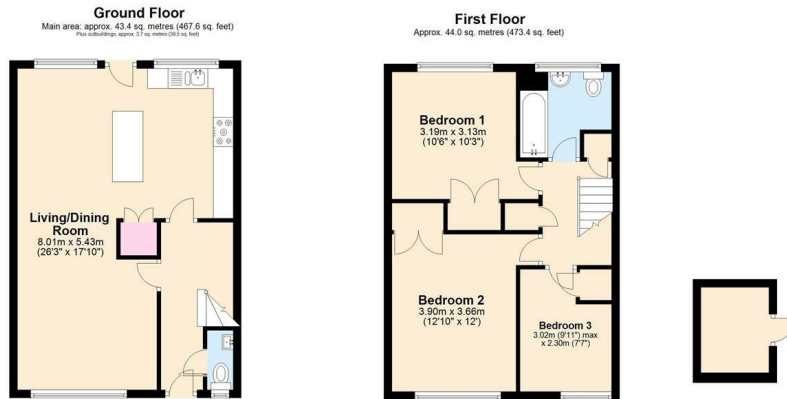 Ground Floor
Main area: approx. 43.4 sq. metres (467.6 sq. feet)
Plus outbuildings, approx. 3.7 sq. metres (39.5 sq. feet)
Living/Dining
Room
8.01m x 5.43m
(26'3" x 17'10")
First Floor
Approx. 44.0 sq. metres (473.4 sq. feet)
Bedroom 1
3.19m x 3.13m
(10'6" x 10'3")
Bedroom 2
3.90m x 3.66m
(12'10" x 12')
Bedroom 3
3.02m (9'11") max
x 2.30m (7'7")